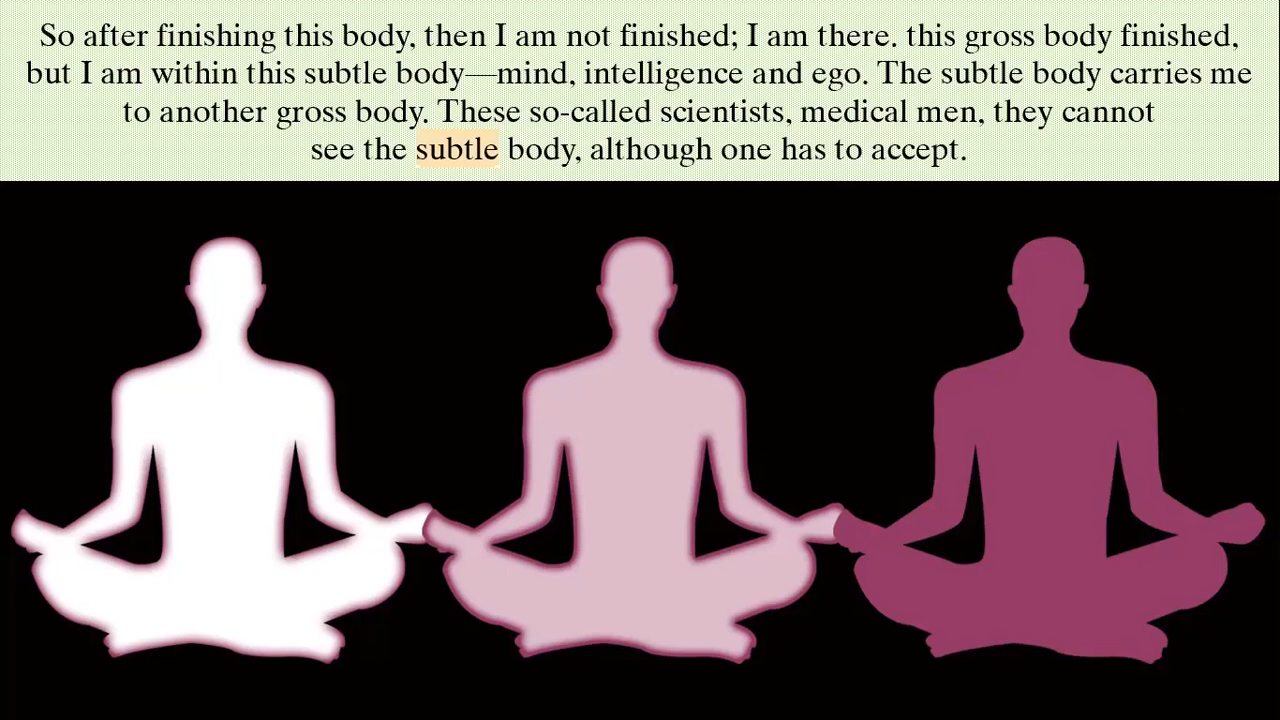 So after finishing this body, then I am not finished; I am there. this gross body finished,
but I am within this subtle body—mind, intelligence and ego. The subtle body carries me
to another gross body. These so-called scientists, medical men, they cannot
see the subtle body, although one has to accept.